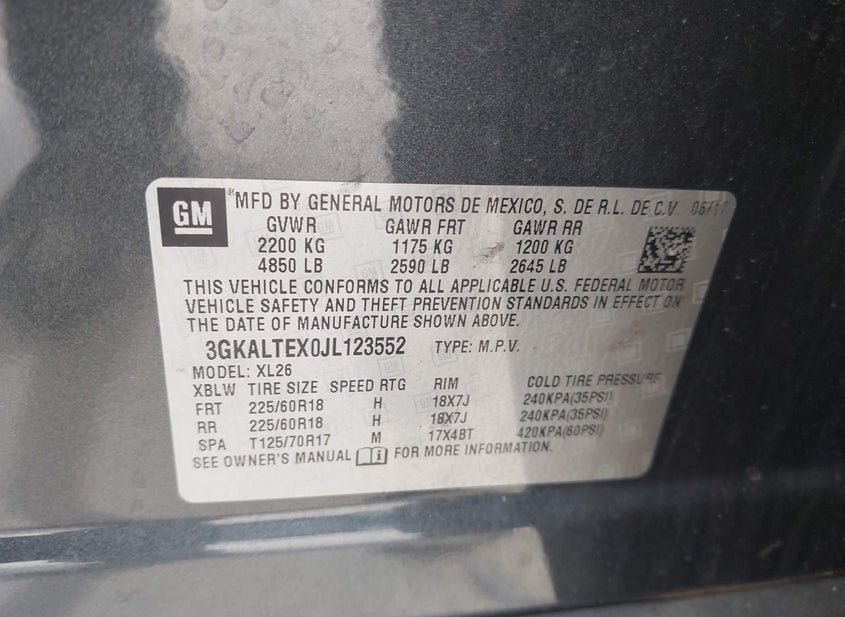 GM
® MFD BY GENERAL MOTORS DE MEXICO, S. DE R.L. DE C.V. 06/17
GVWR GAWR FRT GAWR RR
2200 KG 1175 KG 1200 KG
4850 LB 2590 LB 2645 LB
THIS VEHICLE CONFORMS TO ALL APPLICABLE U.S. FEDERAL MOTOR
VEHICLE SAFETY AND THEFT PREVENTION STANDARDS IN EFFECT ON
THE DATE OF MANUFACTURE SHOWN ABOVE.
3GKALTEX0JL123552 TYPE: M.P.V.
MODEL: XL26
XBLW TIRE SIZE SPEED RTG RIM COLD TIRE PRESSURE
FRT 225/60R18 H 18X7J 240KPA(35PSI)
RR 225/60R18 H 18X7J 240KPA(35PSI)
SPA T125/70R17 M 17X4BT 420KPA(60PSI)
SEE OWNER'S MANUAL FOR MORE INFORMATION.